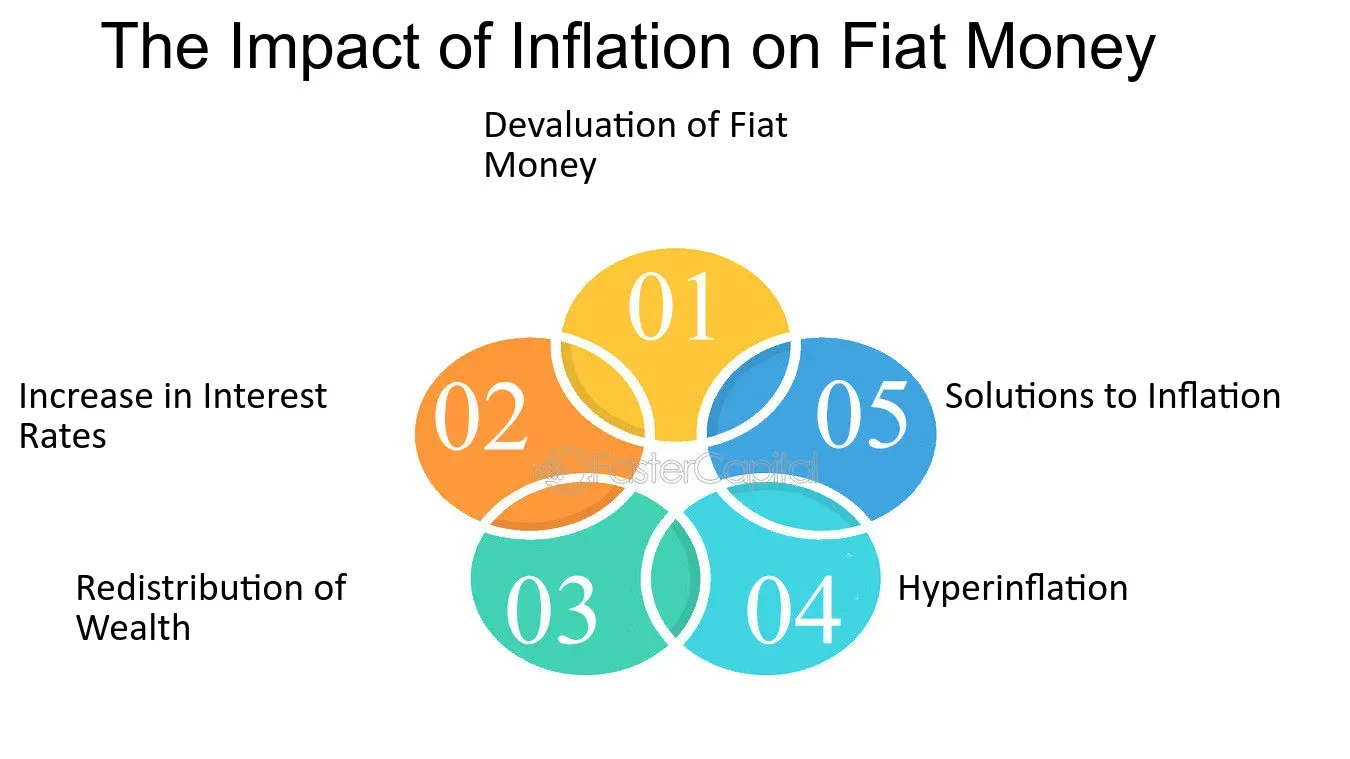 The Impact of Inflation on Fiat Money
Devaluation of Fiat
Money
01
02
Increase in Interest
Rates
05
Solutions to Inflation
FasterCapital
03
Redistribution of
Wealth
04
Hyperinflation